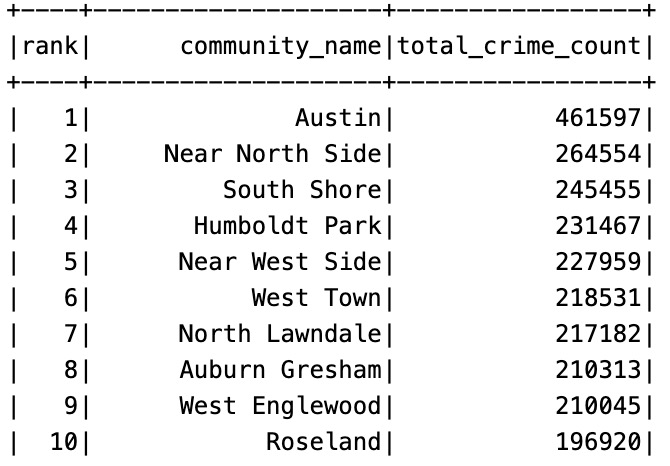 +----+--------------------+-----------------+
|rank|      community_name|total_crime_count|
+----+--------------------+-----------------+
|   1|              Austin|           461597|
|   2|     Near North Side|           264554|
|   3|         South Shore|           245455|
|   4|       Humboldt Park|           231467|
|   5|      Near West Side|           227959|
|   6|           West Town|           218531|
|   7|      North Lawndale|           217182|
|   8|      Auburn Gresham|           210313|
|   9|      West Englewood|           210045|
|  10|            Roseland|           196920|